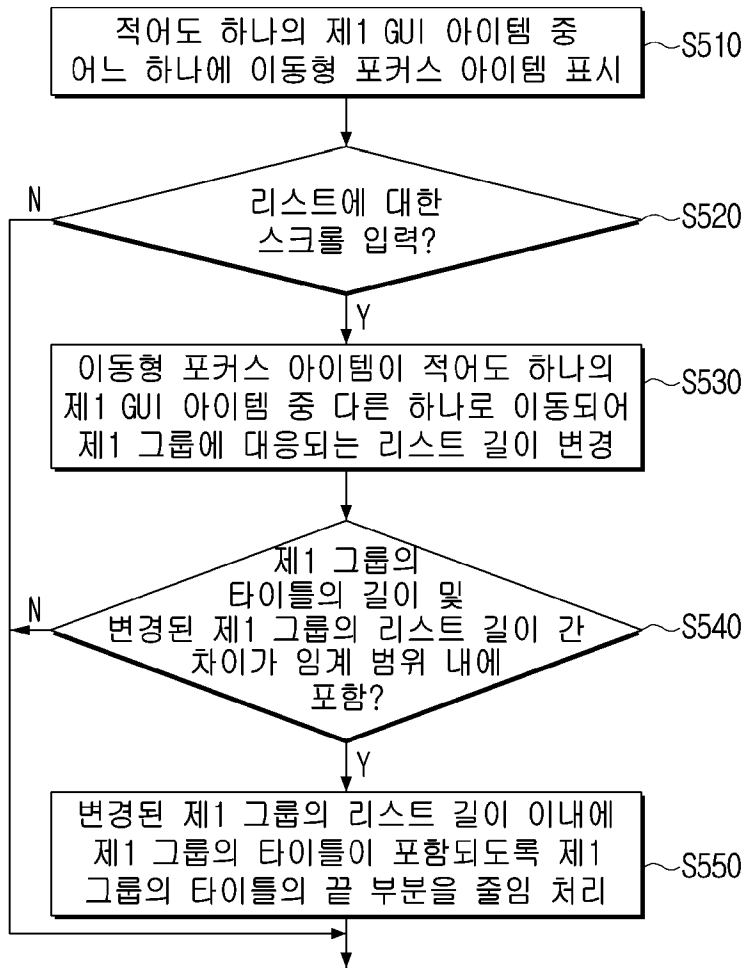 적어도 하나의 제1 GUI 아이템 중
어느 하나에 이동형 포커스 아이템 표시
S510
N
리스트에 대한
스크롤 입력?
S520
Y
이동형 포커스 아이템이 적어도 하나의
제1 GUI 아이템 중 다른 하나로 이동되어
제1 그룹에 대응되는 리스트 길이 변경
S530
제1 그룹의
타이틀의 길이 및
변경된 제1 그룹의 리스트 길이 간
차이가 임계 범위 내에
포함?
N
S540
Y
변경된 제1 그룹의 리스트 길이 이내에
제1 그룹의 타이틀이 포함되도록 제1
그룹의 타이틀의 끝 부분을 줄임 처리
S550